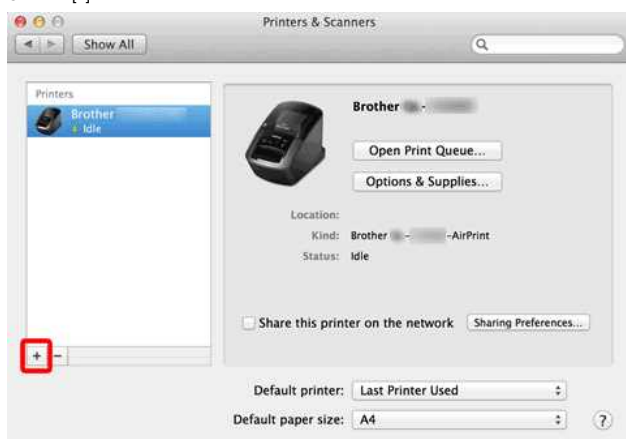 Printers & Scanners
Show All
Printers
Brother
Idle
Brother -
Open Print Queue...
Options & Supplies...
Location:
Kind: Brother - -AirPrint
Status: Idle
Share this printer on the network Sharing Preferences...
+ -
Default printer: Last Printer Used
Default paper size: A4 ?